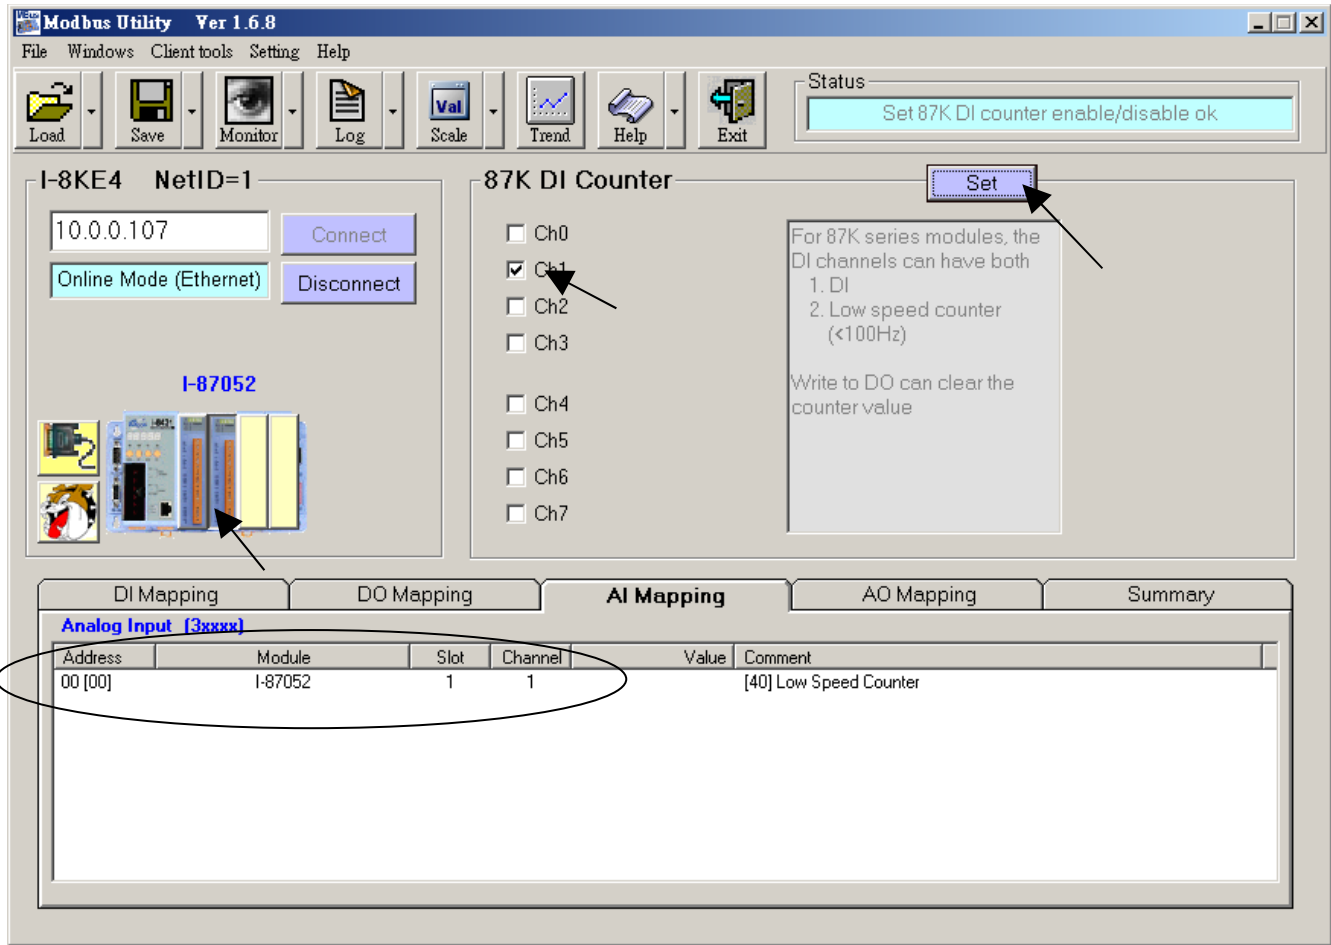 Modbus Utility Ver 1.6.8
File Windows Client tools Setting Help
Load Save Monitor Log Val Scale Trend Help Exit
Status
Set 87K DI counter enable/disable ok
I-8KE4 NetID=1
10.0.0.107
Connect
Online Mode (Ethernet)
Disconnect
I-87052
87K DI Counter
Set
Ch0
Ch1
Ch2
Ch3
Ch4
Ch5
Ch6
Ch7
For 87K series modules, the
DI channels can have both
1. DI
2. Low speed counter
(<100Hz)
Write to DO can clear the
counter value
DI Mapping DO Mapping AI Mapping AO Mapping Summary
Analog Input (3xxxx)
Address Module Slot Channel Value Comment
00 [00] I-87052 1 1 [40] Low Speed Counter